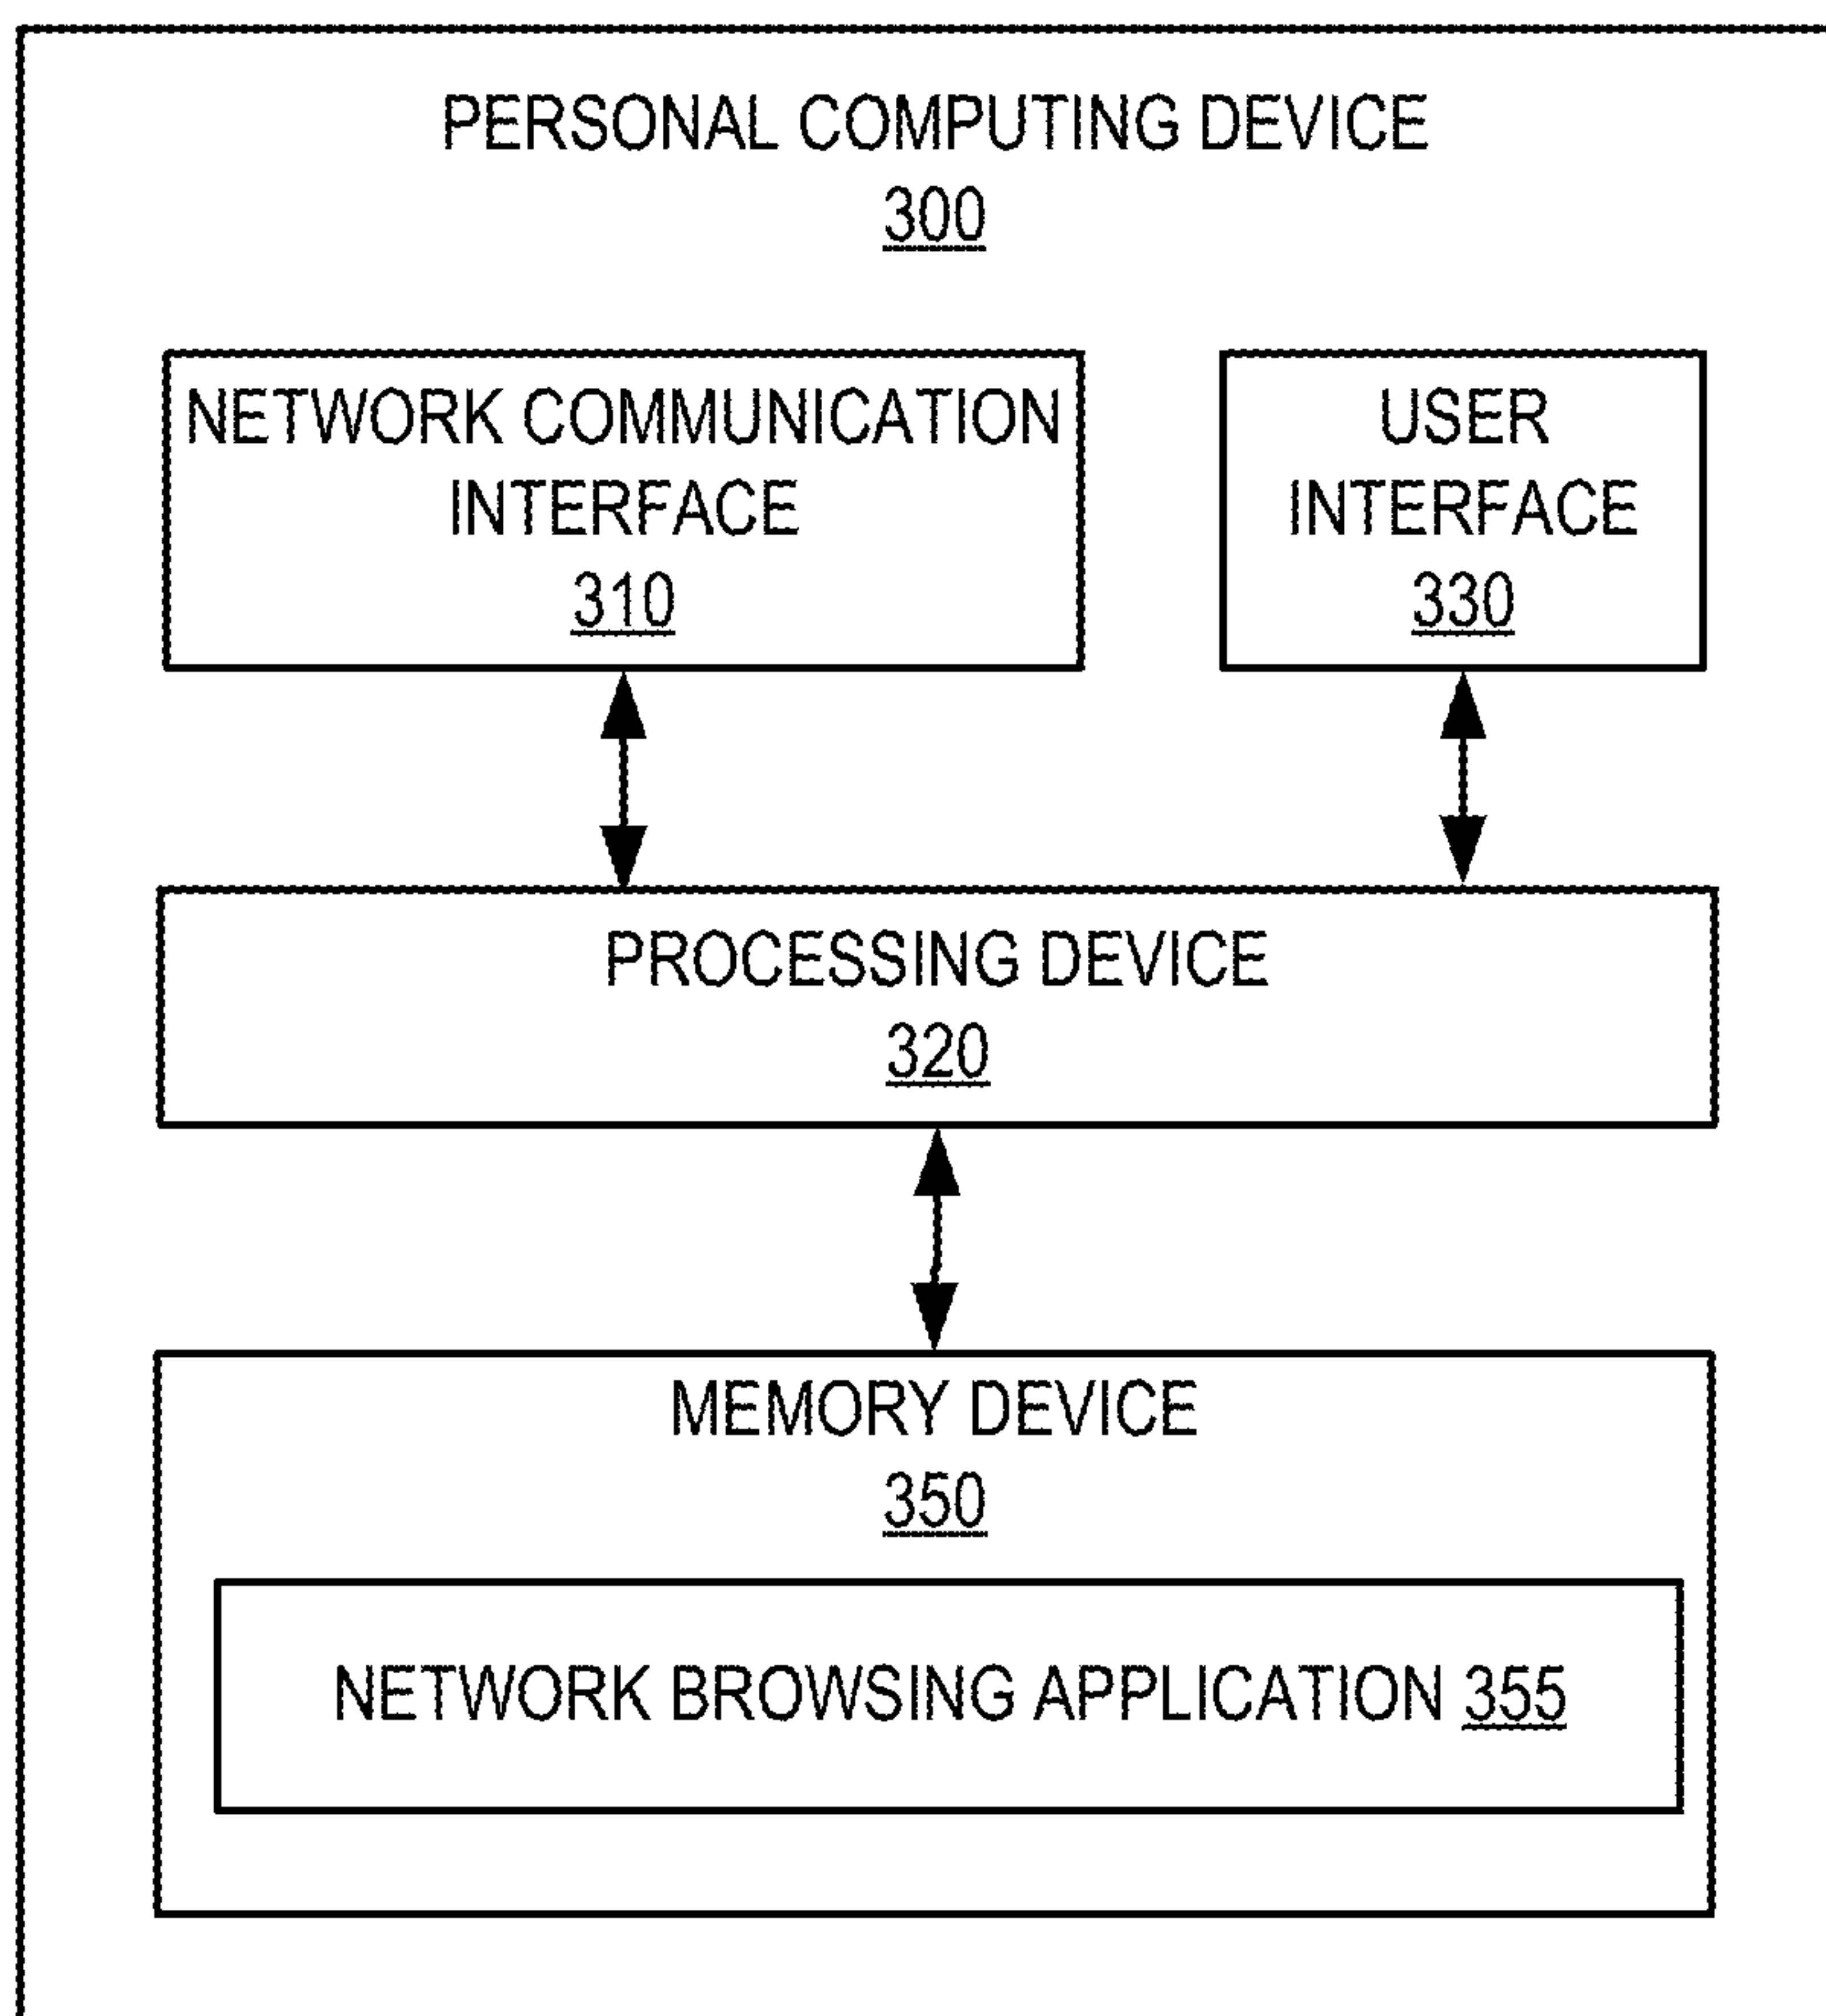 PERSONAL COMPUTING DEVICE
300
NETWORK COMMUNICATION
INTERFACE
310
USER
INTERFACE
330
PROCESSING DEVICE
320
MEMORY DEVICE
350
NETWORK BROWSING APPLICATION 355